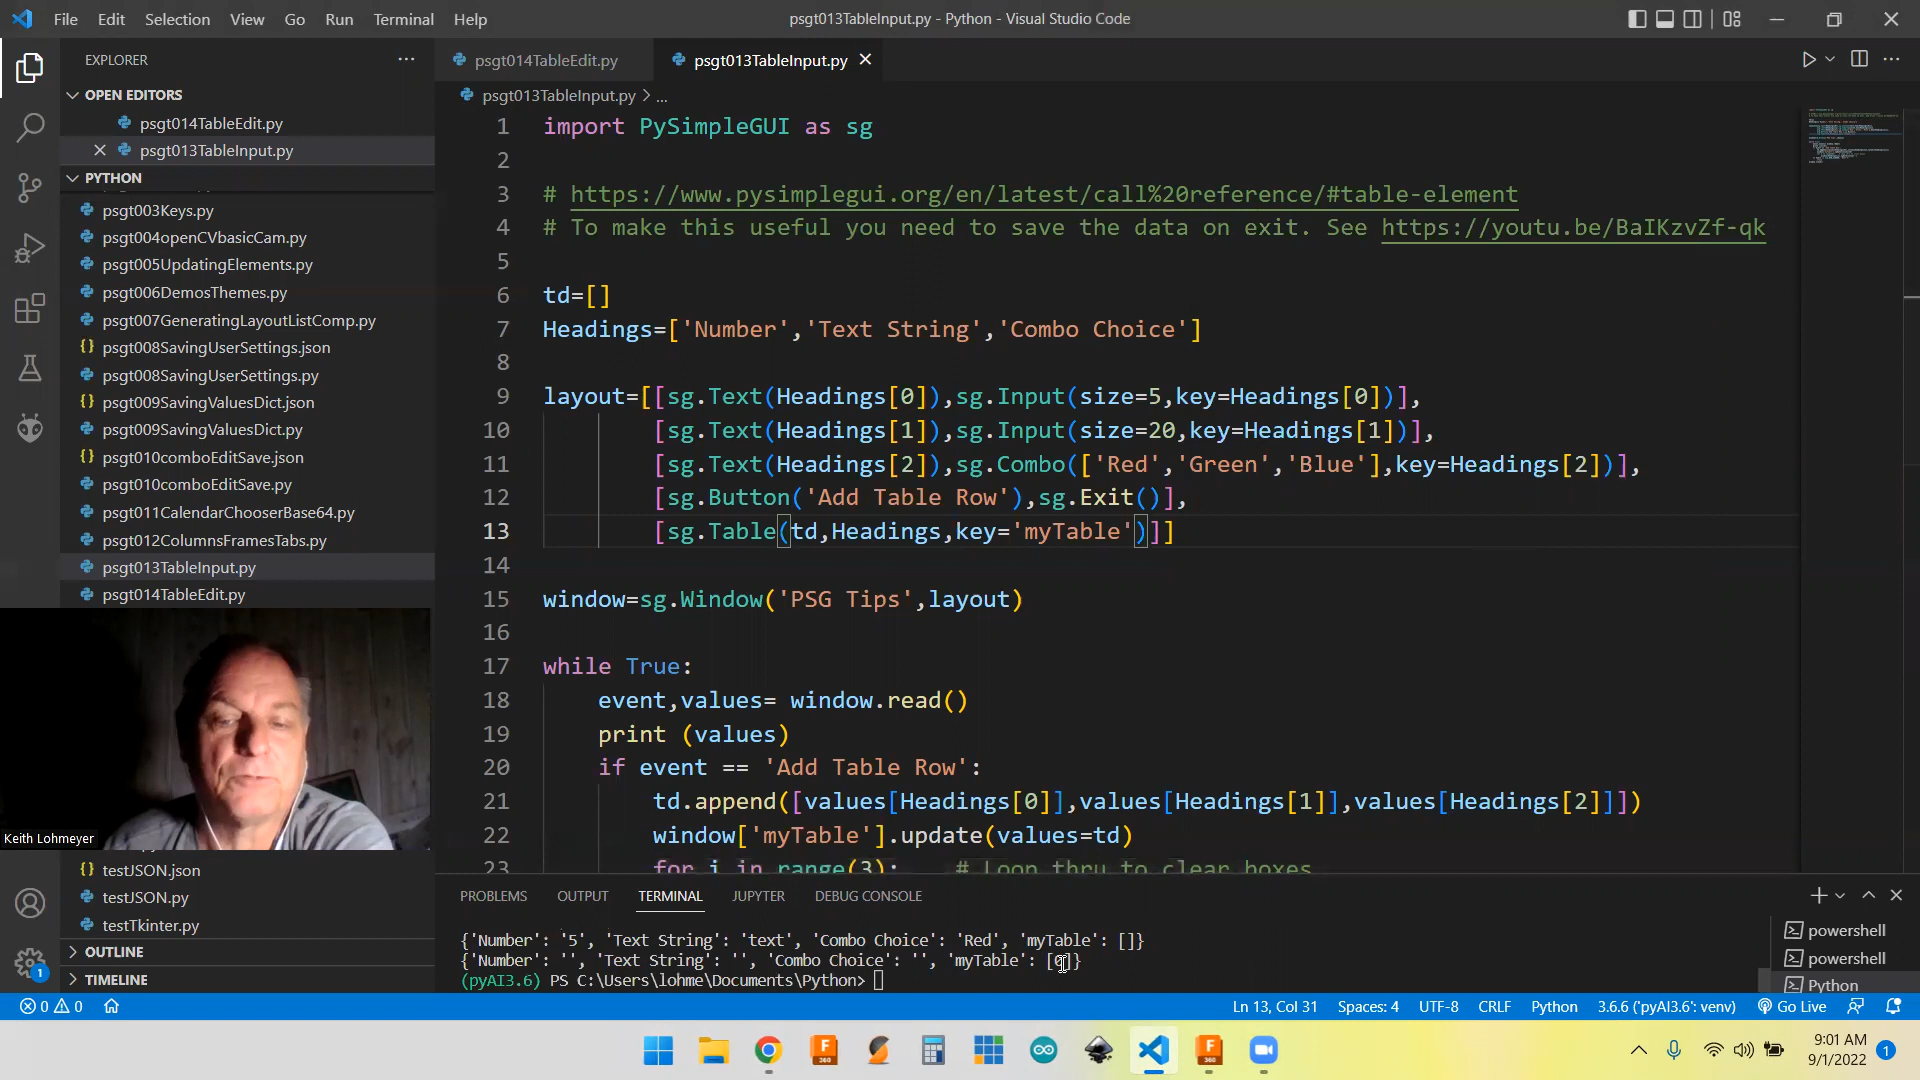 File Edit Selection View Go Run Terminal Help
psgt013TableInput.py - Python - Visual Studio Code
EXPLORER
OPEN EDITORS
psgt014TableEdit.py
psgt013TableInput.py
PYTHON
psgt003Keys.py
psgt004openCVbasicCam.py
psgt005UpdatingElements.py
psgt006DemosThemes.py
psgt007GeneratingLayoutListComp.py
psgt008SavingUserSettings.json
psgt008SavingUserSettings.py
psgt009SavingValuesDict.json
psgt009SavingValuesDict.py
psgt010comboEditSave.json
psgt010comboEditSave.py
psgt011CalendarChooserBase64.py
psgt012ColumnsFramesTabs.py
psgt013TableInput.py
psgt014TableEdit.py
Keith Lohmeyer
testJSON.json
testJSON.py
testTkinter.py
OUTLINE
TIMELINE
psgt014TableEdit.py psgt013TableInput.py
psgt013TableInput.py > ...
1 import PySimpleGUI as sg
2
3 # https://www.pysimplegui.org/en/latest/call%20reference/#table-element
4 # To make this useful you need to save the data on exit. See https://youtu.be/BaIKzvZf-qk
5
6 td=[]
7 Headings=['Number','Text String','Combo Choice']
8
9 layout=[[sg.Text(Headings[0]),sg.Input(size=5,key=Headings[0])],
10 [sg.Text(Headings[1]),sg.Input(size=20,key=Headings[1])],
11 [sg.Text(Headings[2]),sg.Combo(['Red','Green','Blue'],key=Headings[2])],
12 [sg.Button('Add Table Row'),sg.Exit()],
13 [sg.Table(td,Headings,key='myTable')]]
14
15 window=sg.Window('PSG Tips',layout)
16
17 while True:
18 event,values= window.read()
19 print (values)
20 if event == 'Add Table Row':
21 td.append([values[Headings[0]],values[Headings[1]],values[Headings[2]]])
22 window['myTable'].update(values=td)
23 for i in range(3): # Loop thru to clear boxes
PROBLEMS OUTPUT TERMINAL JUPYTER DEBUG CONSOLE
{'Number': '5', 'Text String': 'text', 'Combo Choice': 'Red', 'myTable': []}
{'Number': '', 'Text String': '', 'Combo Choice': '', 'myTable': [0]}
(pyAI3.6) PS C:\Users\lohme\Documents\Python>
powershell
powershell
Python
1
0 0 Ln 13, Col 31 Spaces: 4 UTF-8 CRLF Python 3.6.6 ('pyAI3.6': venv) Go Live
9:01 AM
9/1/2022
1